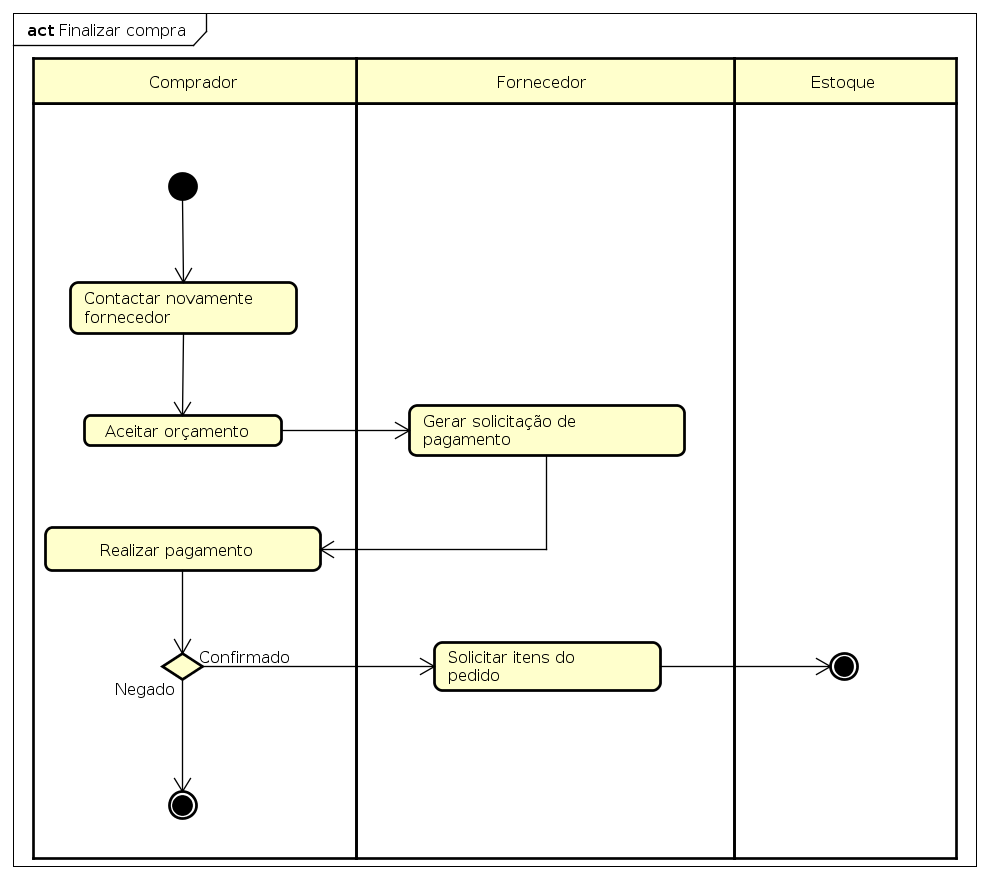 act Finalizar compra
Comprador
Fornecedor
Estoque
Contactar novamente
fornecedor
Aceitar orçamento
Gerar solicitação de
pagamento
Realizar pagamento
Confirmado
Solicitar itens do
pedido
Negado